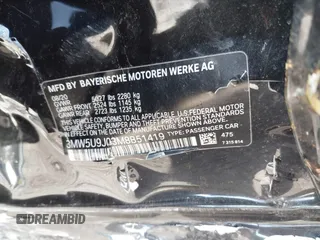 MFD BY BAYERISCHE MOTOREN WERKE AG
08/20
GVWR 5027 lbs 2280 kg
GAWR FRONT 2524 lbs 1145 kg
GAWR REAR 2723 lbs 1235 kg
THIS VEHICLE CONFORMS TO ALL APPLICABLE U.S. FEDERAL MOTOR
VEHICLE SAFETY, BUMPER AND THEFT PREVENTION STANDARDS IN
EFFECT ON THE DATE OF MANUFACTURE SHOWN ABOVE.
TYPE: PASSENGER CAR
475
DREAMBID